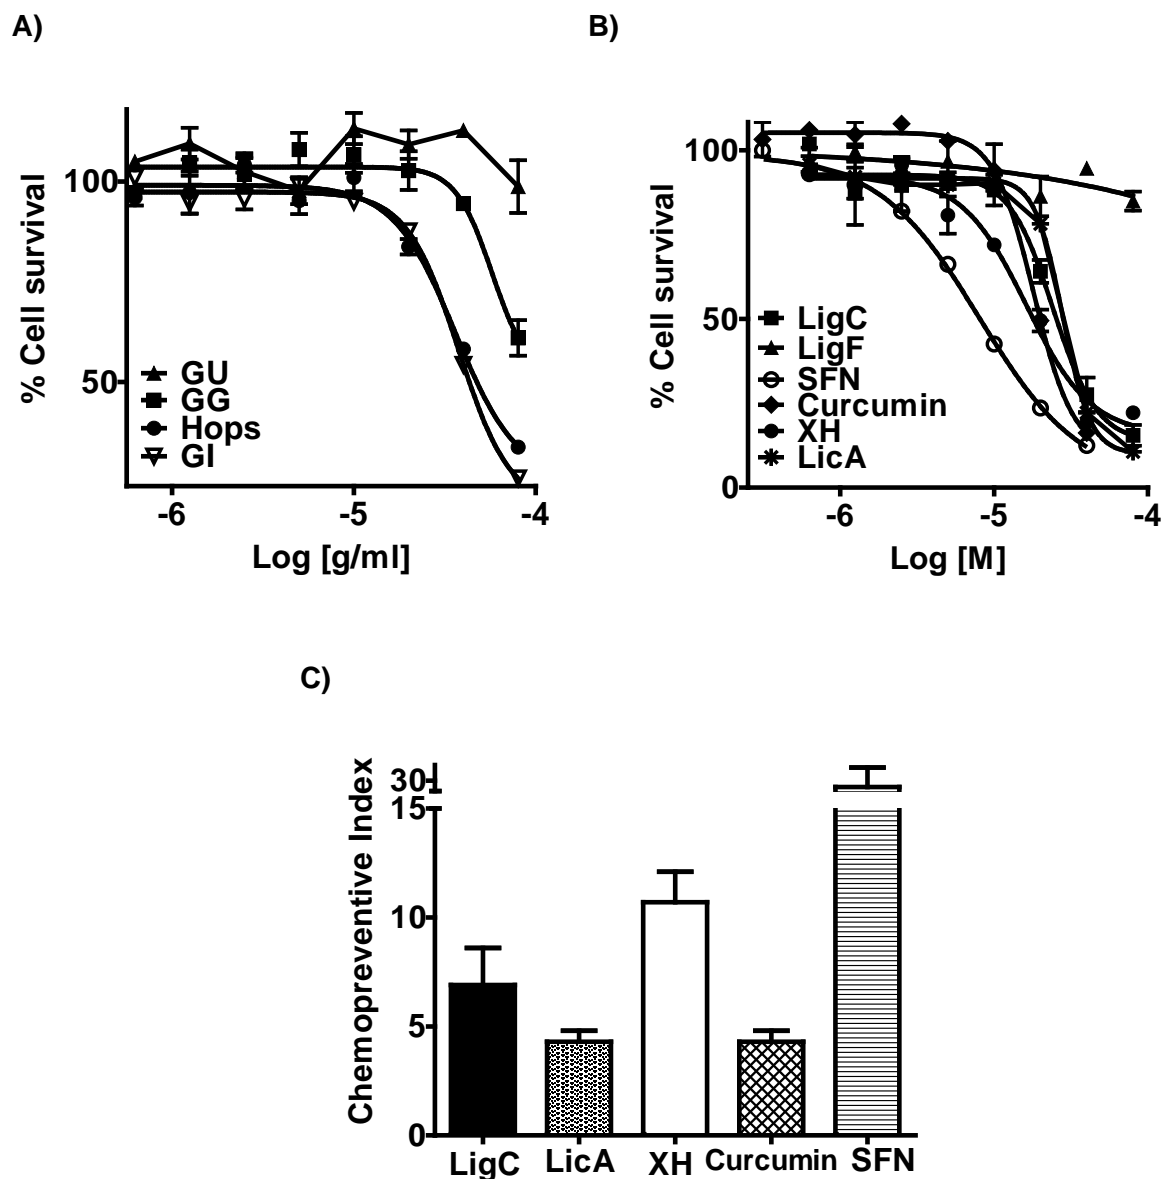 A)
% Cell survival
100
50
GU
GG
Hops
GI
-6
-5
-4
Log [g/ml]
B)
% Cell survival
100
50
0
LigC
LigF
SFN
Curcumin
XH
LicA
-6
-5
-4
Log [M]
C)
Chemopreventive Index
30
15
10
5
0
LigC
LicA
XH
Curcumin
SFN